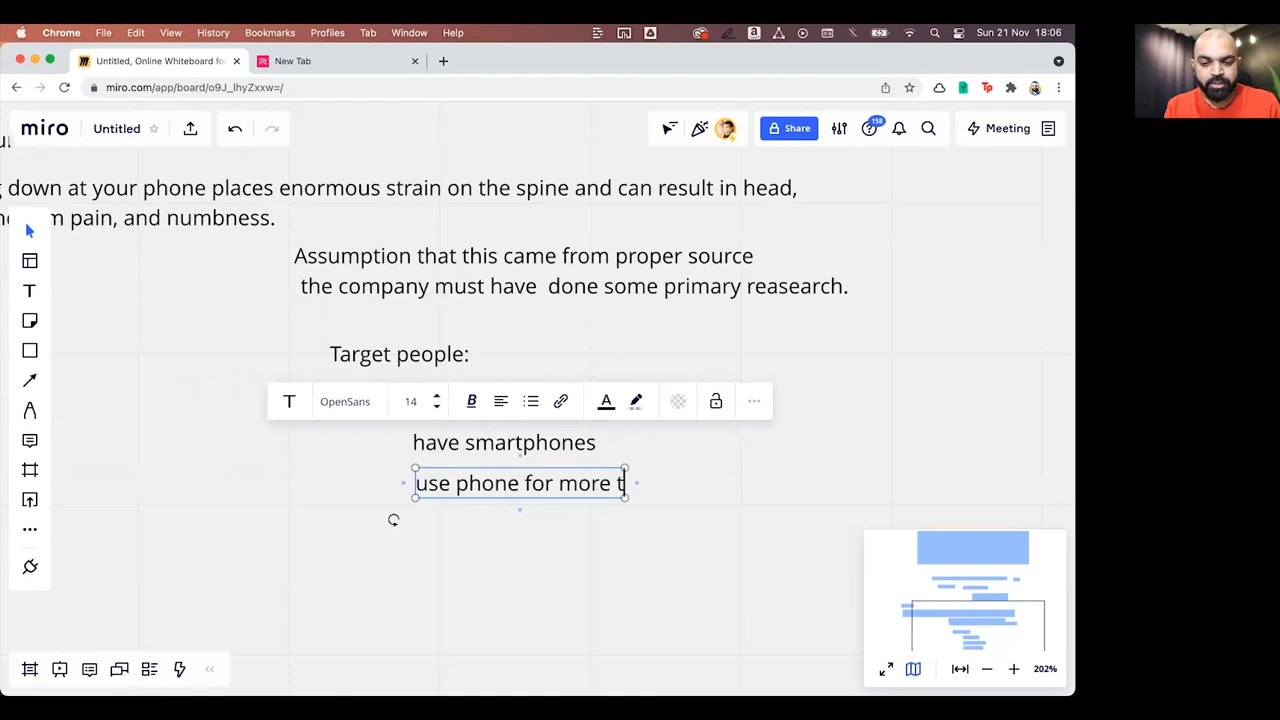 Chrome File Edit View History Bookmarks Profiles Tab Window Help Sun 21 Nov 18:06
Untitled, Online Whiteboard fo New Tab
miro.com/app/board/o9J_lhyZxxw=/
miro Untitled Share 158 Meeting
down at your phone places enormous strain on the spine and can result in head,
pain, and numbness.
Assumption that this came from proper source
the company must have done some primary reasearch.
Target people:
OpenSans 14 B A
have smartphones
use phone for more t
202%